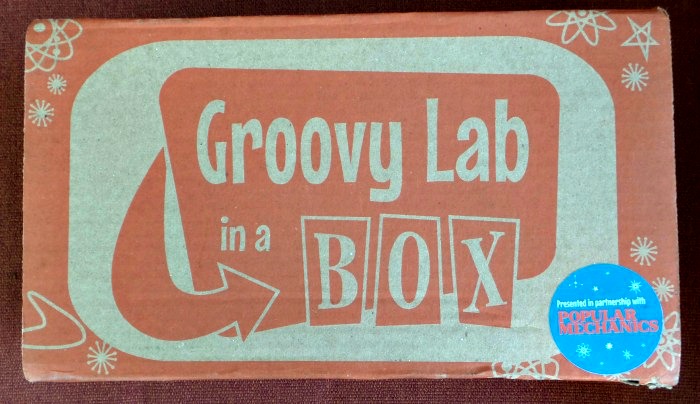 Groovy Lab
in a BOX
Presented in partnership with
POPULAR
MECHANICS